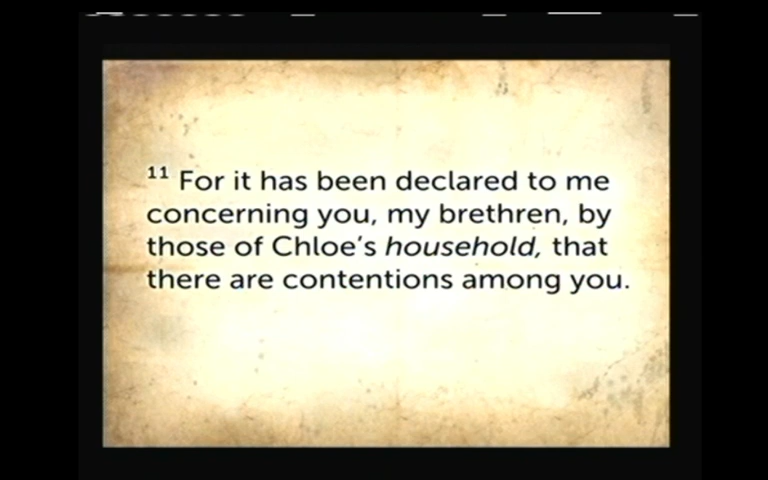 11 For it has been declared to me
concerning you, my brethren, by
those of Chloe's household, that
there are contentions among you.